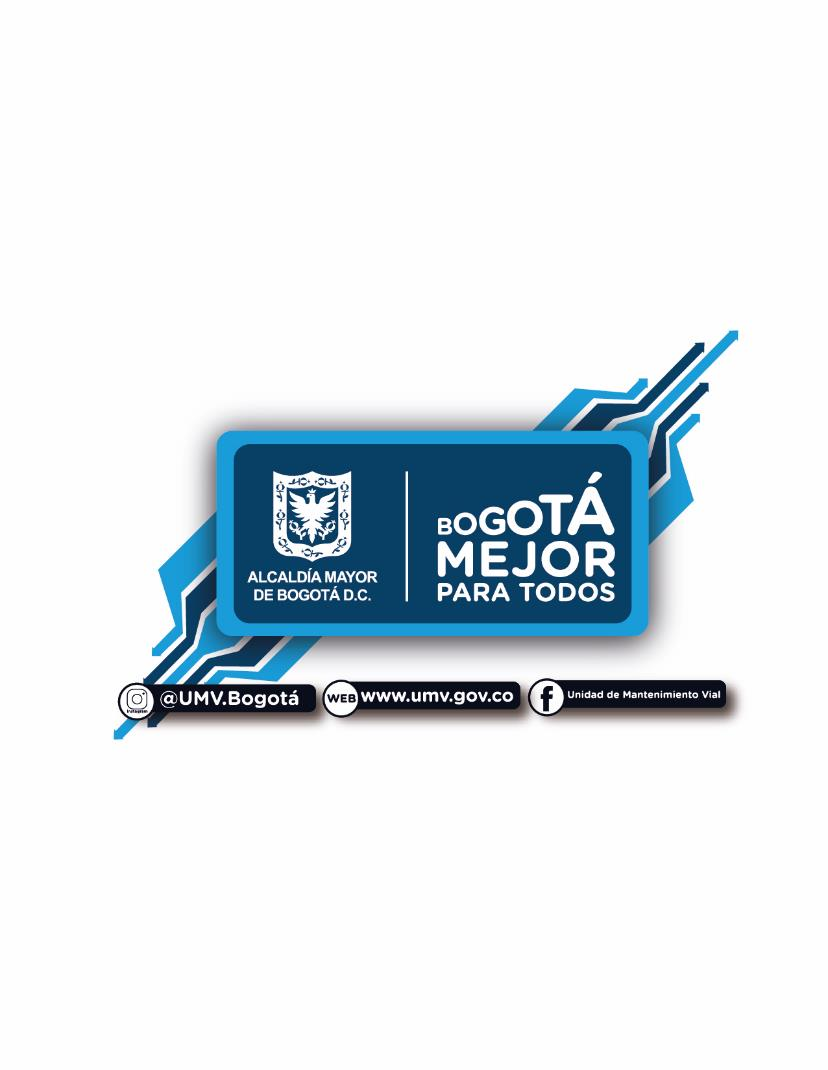 ALCALDÍA MAYOR
DE BOGOTÁ D.C.
BOGOTÁ
MEJOR
PARA TODOS
Instagram
@UMV.Bogotá
WEB
www.umv.gov.co
f
Unidad de Mantenimiento Vial